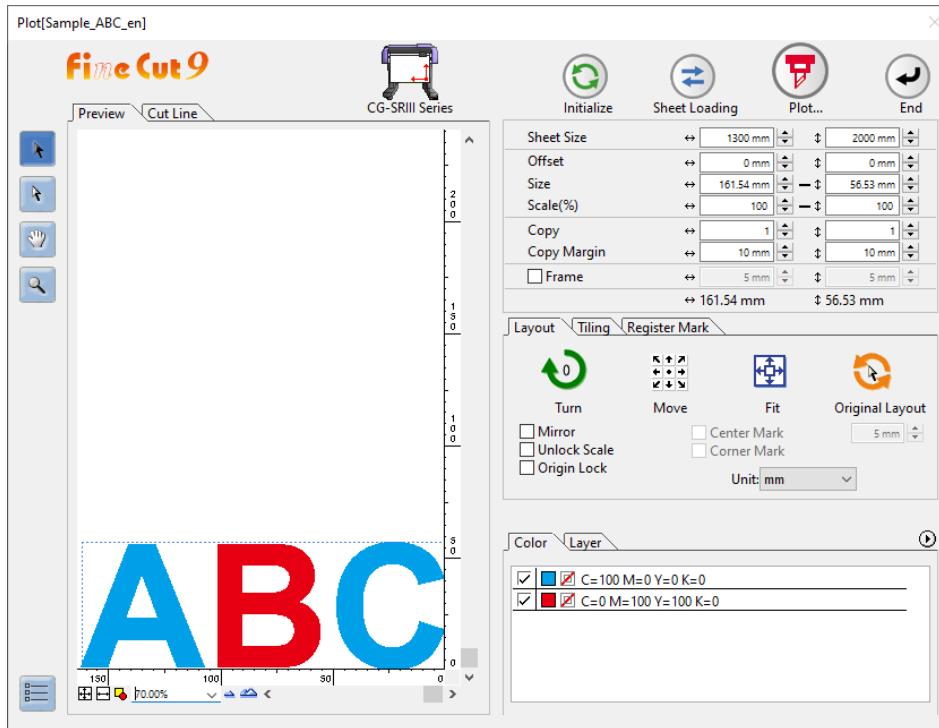 Plot[Sample_ABC_en]
Fine Cut 9
CG-SRIII Series
Initialize Sheet Loading Plot... End
Preview Cut Line
Sheet Size 1300 mm 2000 mm
Offset 0 mm 0 mm
Size 161.54 mm 56.53 mm
Scale(%) 100 100
Copy 1 1
Copy Margin 10 mm 10 mm
Frame 5 mm 5 mm
161.54 mm 56.53 mm
Layout Tiling Register Mark
0
Turn Move Fit Original Layout
Mirror Center Mark 5 mm
Unlock Scale Corner Mark
Origin Lock
Unit: mm
200
150
100
50
0
ABC
150 100 50 0
70.00%
Color Layer
C=100 M=0 Y=0 K=0
C=0 M=100 Y=100 K=0